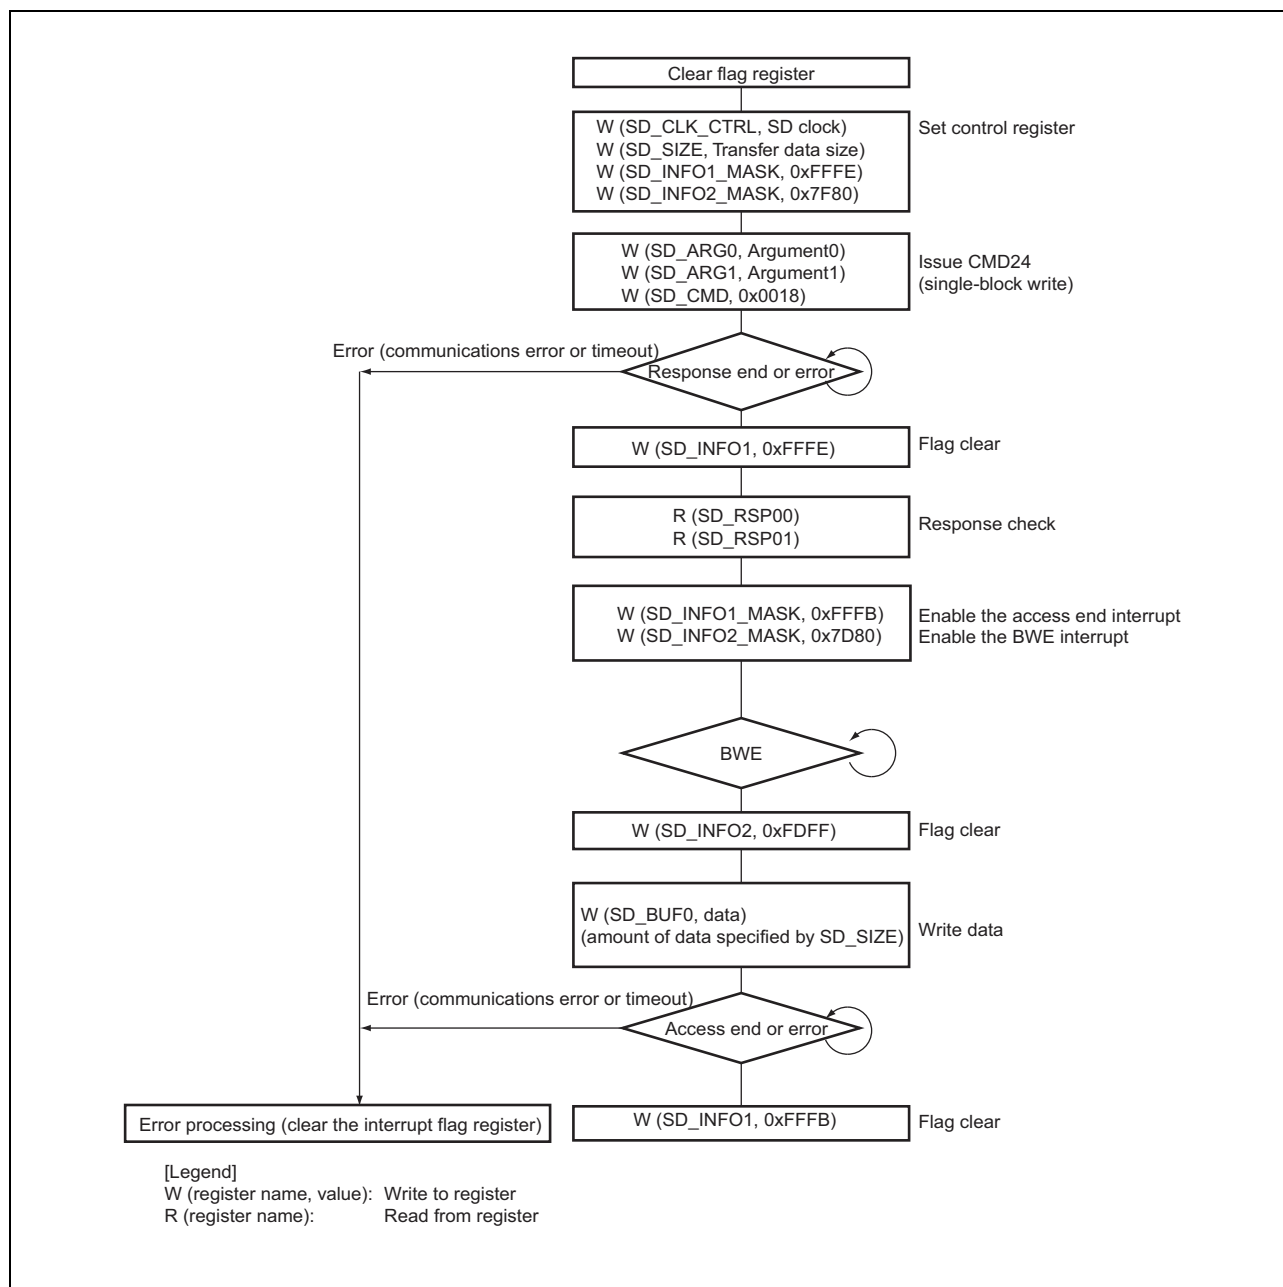 Clear flag register
W (SD_CLK_CTRL, SD clock)
W (SD_SIZE, Transfer data size)
W (SD_INFO1_MASK, 0xFFFE)
W (SD_INFO2_MASK, 0x7F80)
Set control register
W (SD_ARG0, Argument0)
W (SD_ARG1, Argument1)
W (SD_CMD, 0x0018)
Issue CMD24
(single-block write)
Error (communications error or timeout)
Response end or error
W (SD_INFO1, 0xFFFE)
Flag clear
R (SD_RSP00)
R (SD_RSP01)
Response check
W (SD_INFO1_MASK, 0xFFFB)
W (SD_INFO2_MASK, 0x7D80)
Enable the access end interrupt
Enable the BWE interrupt
BWE
W (SD_INFO2, 0xFDFF)
Flag clear
W (SD_BUF0, data)
(amount of data specified by SD_SIZE)
Write data
Error (communications error or timeout)
Access end or error
Error processing (clear the interrupt flag register)
W (SD_INFO1, 0xFFFB)
Flag clear
[Legend]
W (register name, value): Write to register
R (register name): Read from register